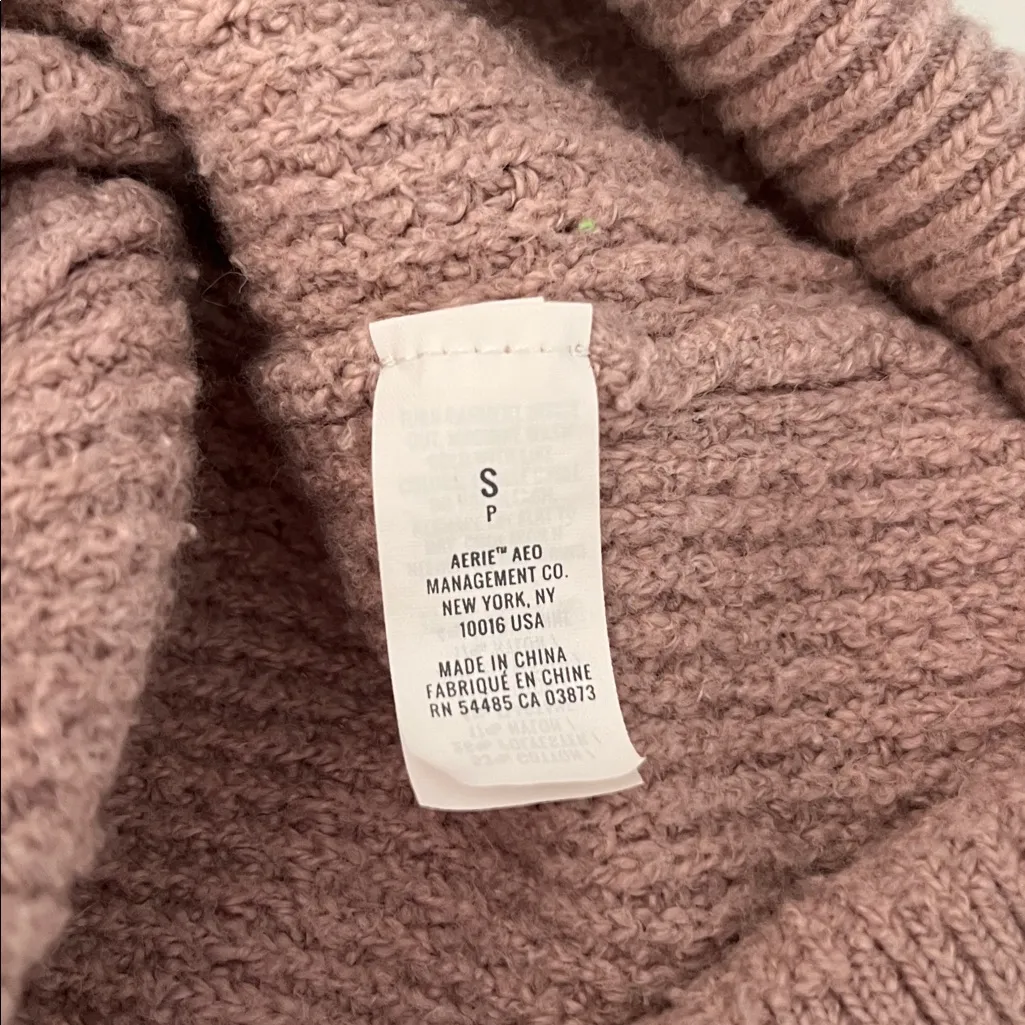 S
P
AERIE™ AEO
MANAGEMENT CO.
NEW YORK, NY
10016 USA
MADE IN CHINA
FABRIQUÉ EN CHINE
RN 54485 CA 03873